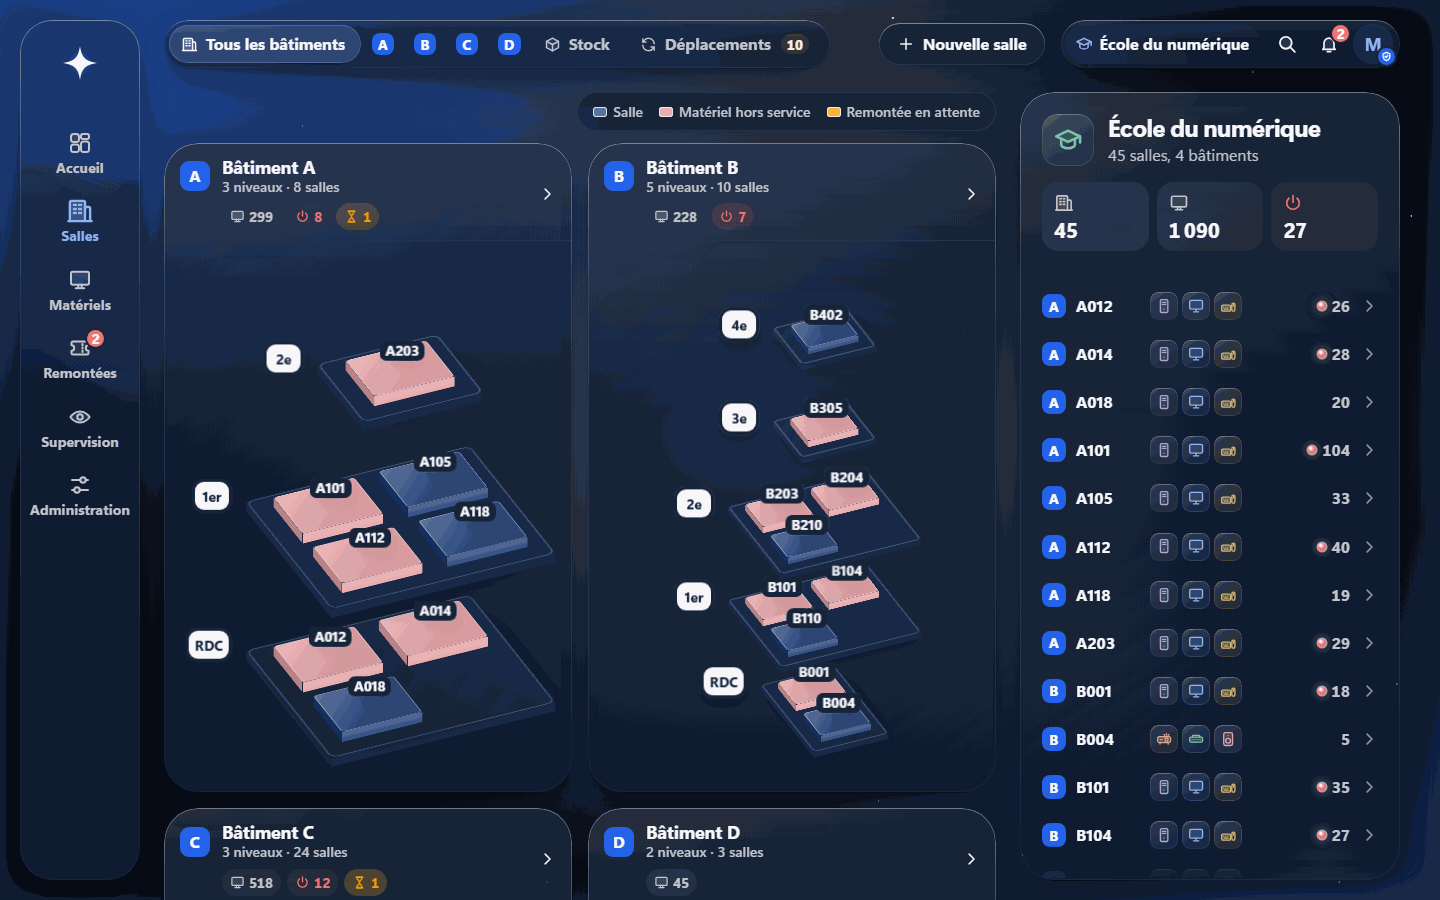 Tous les bâtiments
A
B
C
D
Stock
Déplacements
10
Nouvelle salle
École du numérique
2
M
Accueil
Salles
Matériels
2
Remontées
Supervision
Administration
Salle
Matériel hors service
Remontée en attente
A
Bâtiment A
3 niveaux · 8 salles
299
8
1
2e
A203
1er
A105
A101
A118
A112
RDC
A014
A012
A018
B
Bâtiment B
5 niveaux · 10 salles
228
7
4e
B402
3e
B305
2e
B204
B203
B210
1er
B104
B101
B110
RDC
B001
B004
C
Bâtiment C
3 niveaux · 24 salles
518
12
1
D
Bâtiment D
2 niveaux · 3 salles
45
École du numérique
45 salles, 4 bâtiments
45
1 090
27
A A012 26
A A014 28
A A018 20
A A101 104
A A105 33
A A112 40
A A118 19
A A203 29
B B001 18
B B004 5
B B101 35
B B104 27